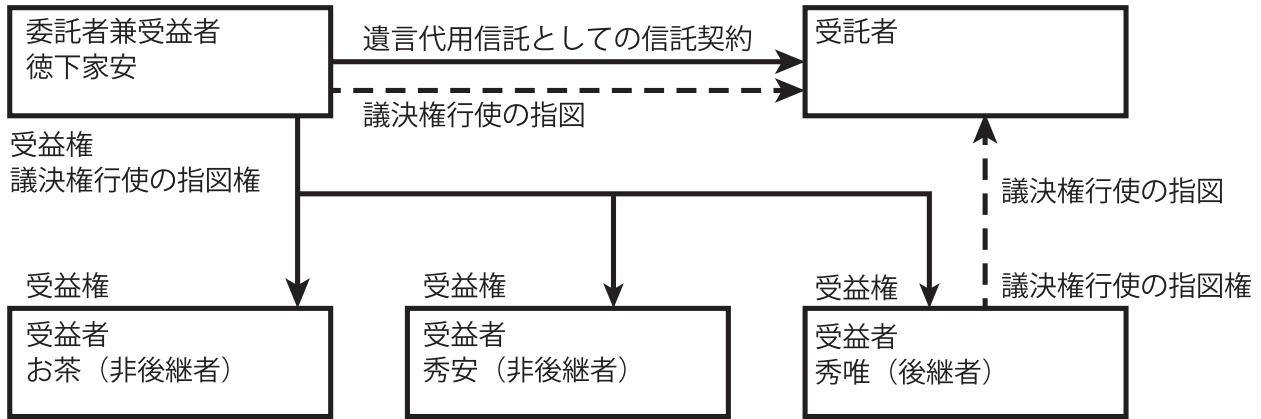 委託者兼受益者
徳下家安
遺言代用信託としての信託契約
受託者
議決権行使の指図
受益権
議決権行使の指図権
議決権行使の指図
受益権
受益権
受益権
議決権行使の指図権
受益者
お茶（非後継者）
受益者
秀安（非後継者）
受益者
秀唯（後継者）